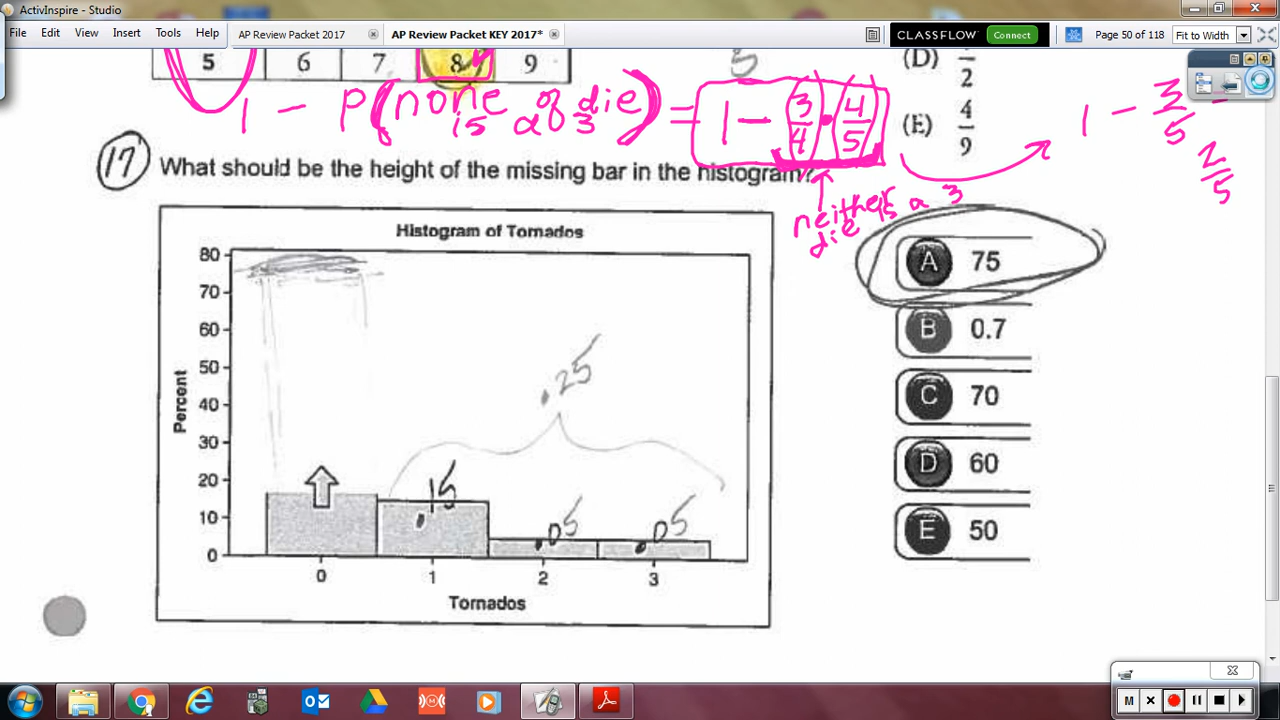 ActivInspire - Studio
File Edit View Insert Tools Help
AP Review Packet 2017
AP Review Packet KEY 2017*
CLASSFLOW Connect
Page 50 of 118
Fit to Width
5 6 7 8 9
5
(D)
2
(E) 4/9
1 - P(none of die is a 3) = 1 - 3/4 · 4/5
1 - 3/5 =
2/5
neither die is a 3
17 What should be the height of the missing bar in the histogram?
Histogram of Tornados
Percent
80
70
60
50
40
30
20
10
0
.25
.15
.05
.05
0 1 2 3
Tornados
A 75
B 0.7
C 70
D 60
E 50
M